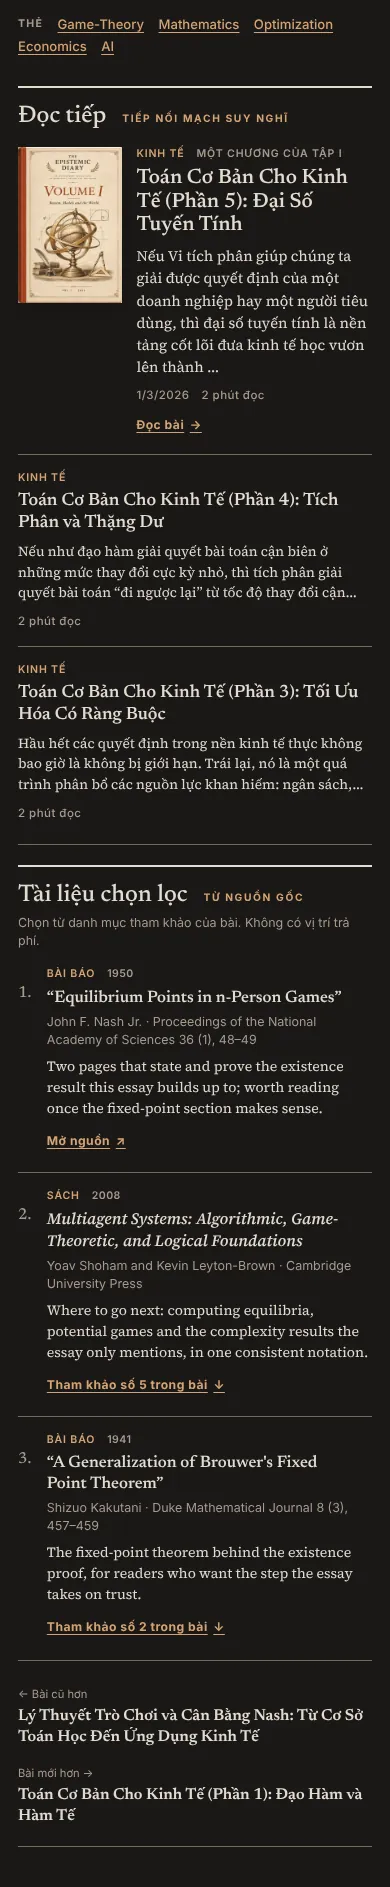 THẺ Game-Theory Mathematics Optimization
Economics AI
Đọc tiếp TIẾP NỐI MẠCH SUY NGHĨ
THE
EPISTEMIC
DIARY
VOLUME I
KINH TẾ MỘT CHƯƠNG CỦA TẬP I
Toán Cơ Bản Cho Kinh
Tế (Phần 5): Đại Số
Tuyến Tính
Nếu Vi tích phân giúp chúng ta
giải được quyết định của một
doanh nghiệp hay một người tiêu
dùng, thì đại số tuyến tính là nền
tảng cốt lõi đưa kinh tế học vươn
lên thành ...
1/3/2026 2 phút đọc
Đọc bài →
KINH TẾ
Toán Cơ Bản Cho Kinh Tế (Phần 4): Tích
Phân và Thặng Dư
Nếu như đạo hàm giải quyết bài toán cận biên ở
những mức thay đổi cực kỳ nhỏ, thì tích phân giải
quyết bài toán “đi ngược lại” từ tốc độ thay đổi cận...
2 phút đọc
KINH TẾ
Toán Cơ Bản Cho Kinh Tế (Phần 3): Tối Ưu
Hóa Có Ràng Buộc
Hầu hết các quyết định trong nền kinh tế thực không
bao giờ là không bị giới hạn. Trái lại, nó là một quá
trình phân bổ các nguồn lực khan hiếm: ngân sách,...
2 phút đọc
Tài liệu chọn lọc TỪ NGUỒN GỐC
Chọn từ danh mục tham khảo của bài. Không có vị trí trả
phí.
BÀI BÁO 1950
1. “Equilibrium Points in n-Person Games”
John F. Nash Jr. · Proceedings of the National
Academy of Sciences 36 (1), 48–49
Two pages that state and prove the existence
result this essay builds up to; worth reading
once the fixed-point section makes sense.
Mở nguồn ↗
SÁCH 2008
2. Multiagent Systems: Algorithmic, Game-
Theoretic, and Logical Foundations
Yoav Shoham and Kevin Leyton-Brown · Cambridge
University Press
Where to go next: computing equilibria,
potential games and the complexity results the
essay only mentions, in one consistent notation.
Tham khảo số 5 trong bài ↓
BÀI BÁO 1941
3. “A Generalization of Brouwer's Fixed
Point Theorem”
Shizuo Kakutani · Duke Mathematical Journal 8 (3),
457–459
The fixed-point theorem behind the existence
proof, for readers who want the step the essay
takes on trust.
Tham khảo số 2 trong bài ↓
← Bài cũ hơn
Lý Thuyết Trò Chơi và Cân Bằng Nash: Từ Cơ Sở
Toán Học Đến Ứng Dụng Kinh Tế
Bài mới hơn →
Toán Cơ Bản Cho Kinh Tế (Phần 1): Đạo Hàm và
Hàm Tế